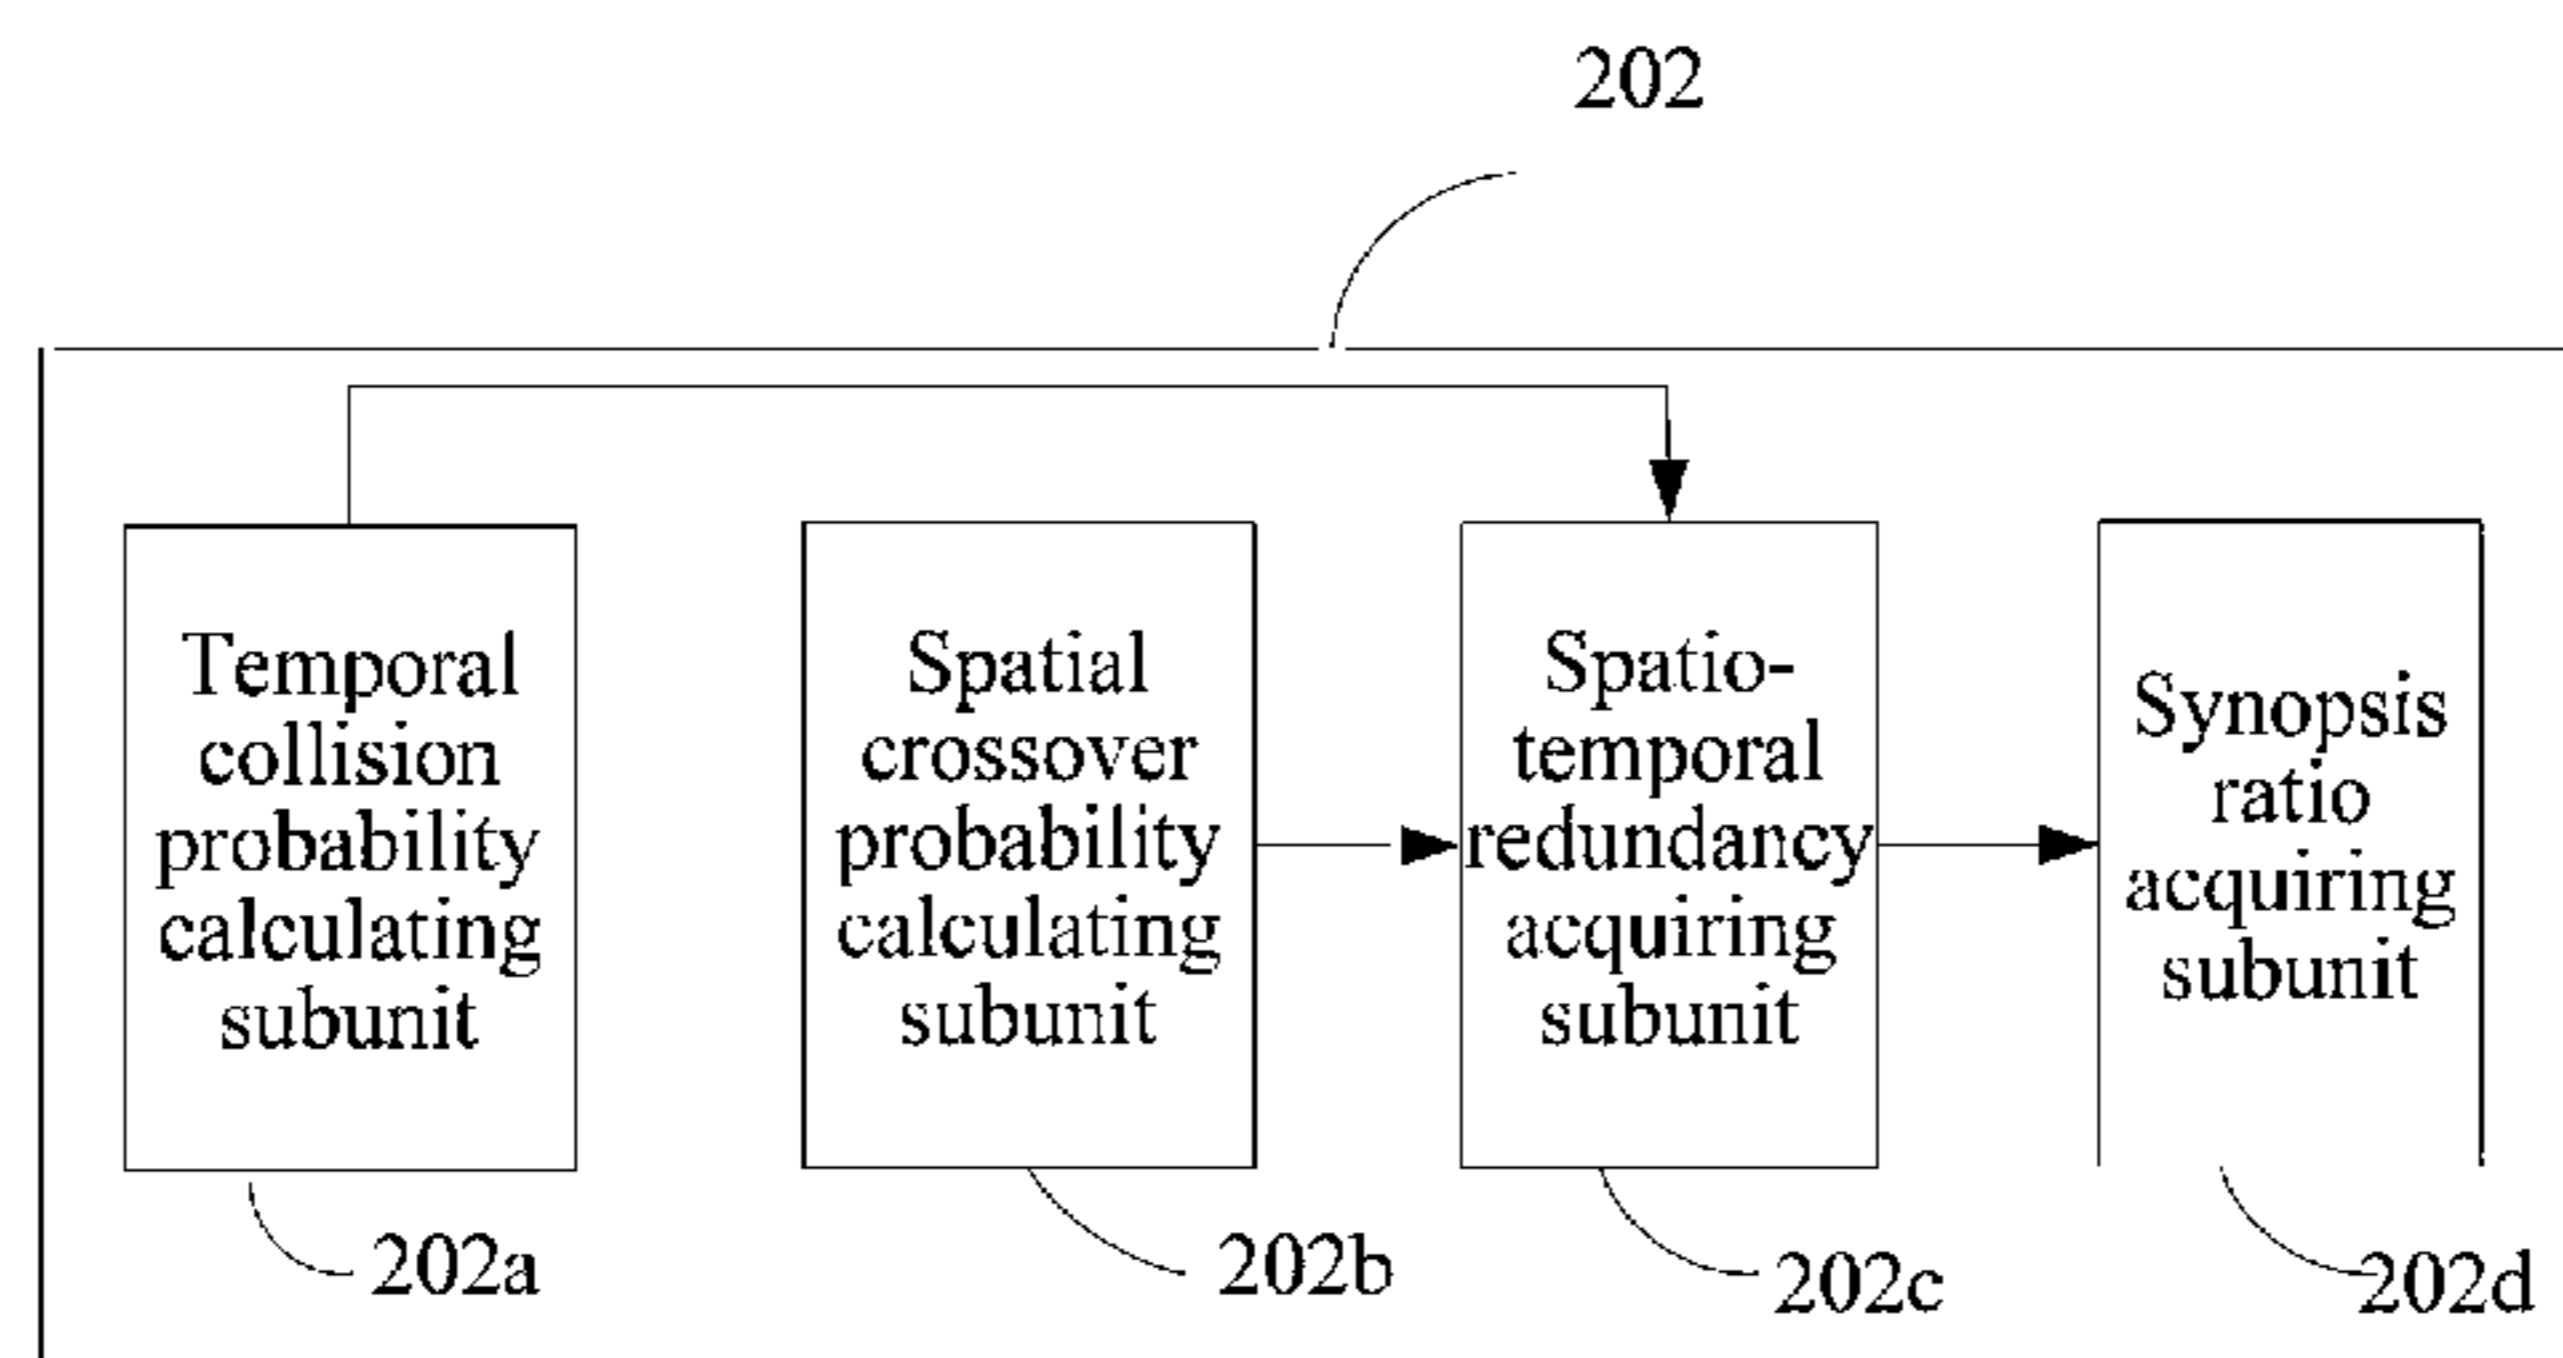 202
Temporal
collision
probability
calculating
subunit
Spatial
crossover
probability
calculating
subunit
Spatio-
temporal
redundancy
acquiring
subunit
Synopsis
ratio
acquiring
subunit
202a
202b
202c
202d